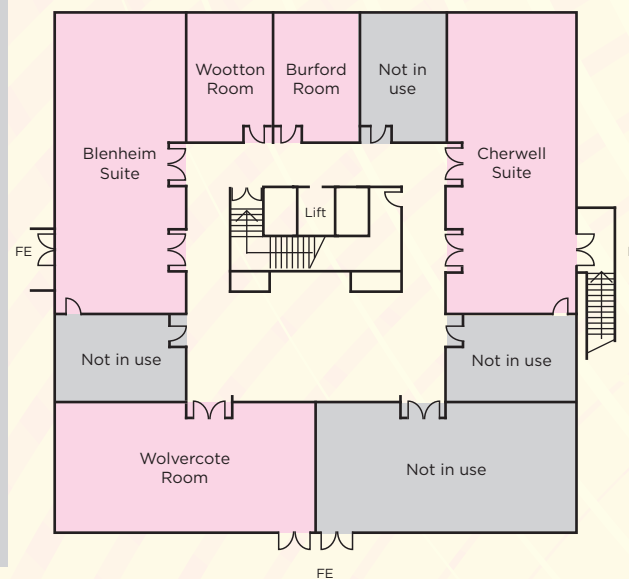 Wootton
Room
Burford
Room
Not in
use
Blenheim
Suite
Cherwell
Suite
Lift
FE
Not in use
Not in use
Wolvercote
Room
Not in use
FE